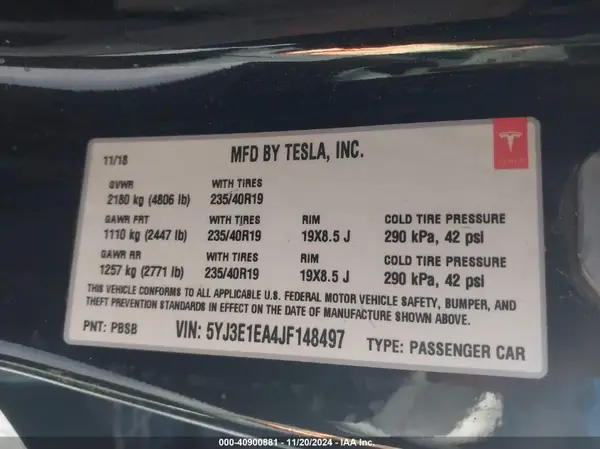 11/18 MFD BY TESLA, INC. TESLA
GVWR WITH TIRES
2180 kg (4806 lb) 235/40R19
GAWR FRT WITH TIRES RIM COLD TIRE PRESSURE
1110 kg (2447 lb) 235/40R19 19X8.5 J 290 kPa, 42 psi
GAWR RR WITH TIRES RIM COLD TIRE PRESSURE
1257 kg (2771 lb) 235/40R19 19X8.5 J 290 kPa, 42 psi
THIS VEHICLE CONFORMS TO ALL APPLICABLE U.S. FEDERAL MOTOR VEHICLE SAFETY, BUMPER, AND
THEFT PREVENTION STANDARDS IN EFFECT ON THE DATE OF MANUFACTURE SHOWN ABOVE.
PNT: PBSB VIN: 5YJ3E1EA4JF148497 TYPE: PASSENGER CAR
000-40900881 - 11/20/2024 - IAA Inc.